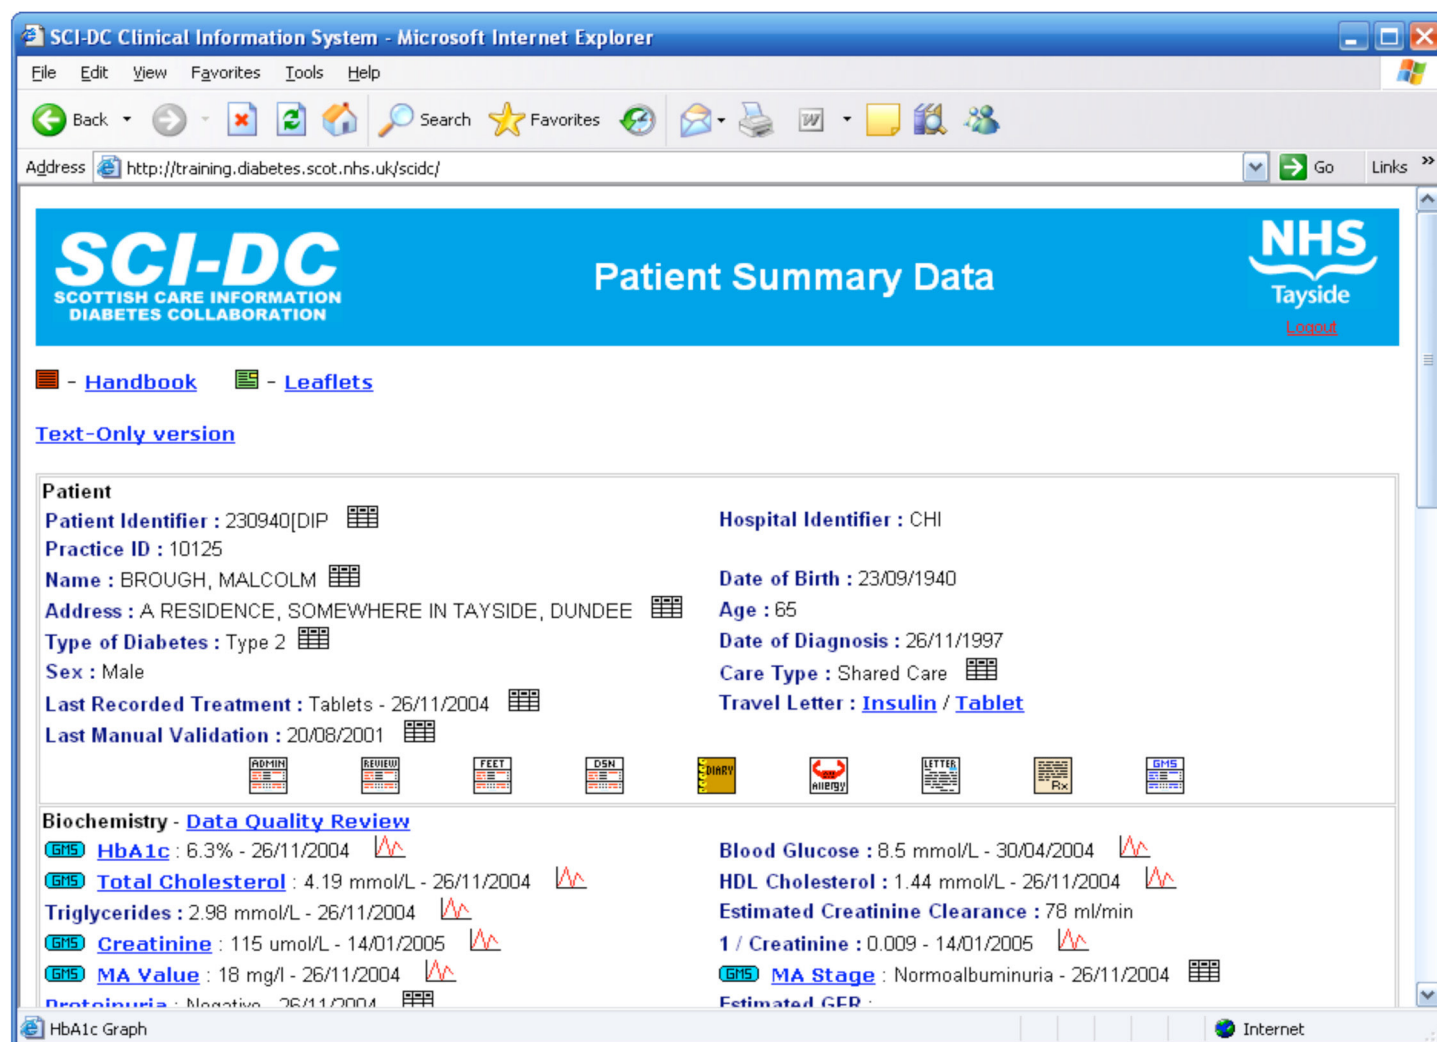 SCI-DC Clinical Information System - Microsoft Internet Explorer
File Edit View Favorites Tools Help
Back Search Favorites
Address http://training.diabetes.scot.nhs.uk/scidc/ Go Links »
SCI-DC
SCOTTISH CARE INFORMATION
DIABETES COLLABORATION
Patient Summary Data
NHS
Tayside
Logout
- Handbook - Leaflets
Text-Only version
Patient
Patient Identifier : 230940[DIP Hospital Identifier : CHI
Practice ID : 10125
Name : BROUGH, MALCOLM Date of Birth : 23/09/1940
Address : A RESIDENCE, SOMEWHERE IN TAYSIDE, DUNDEE Age : 65
Type of Diabetes : Type 2 Date of Diagnosis : 26/11/1997
Sex : Male Care Type : Shared Care
Last Recorded Treatment : Tablets - 26/11/2004 Travel Letter : Insulin / Tablet
Last Manual Validation : 20/08/2001
ADMIN REVIEW FEET DSN DIARY Allergy LETTER Rx GMS
Biochemistry - Data Quality Review
GMS HbA1c : 6.3% - 26/11/2004 Blood Glucose : 8.5 mmol/L - 30/04/2004
GMS Total Cholesterol : 4.19 mmol/L - 26/11/2004 HDL Cholesterol : 1.44 mmol/L - 26/11/2004
Triglycerides : 2.98 mmol/L - 26/11/2004 Estimated Creatinine Clearance : 78 ml/min
GMS Creatinine : 115 umol/L - 14/01/2005 1 / Creatinine : 0.009 - 14/01/2005
GMS MA Value : 18 mg/l - 26/11/2004 GMS MA Stage : Normoalbuminuria - 26/11/2004
Proteinuria : Negative - 26/11/2004 Estimated GFR :
HbA1c Graph Internet